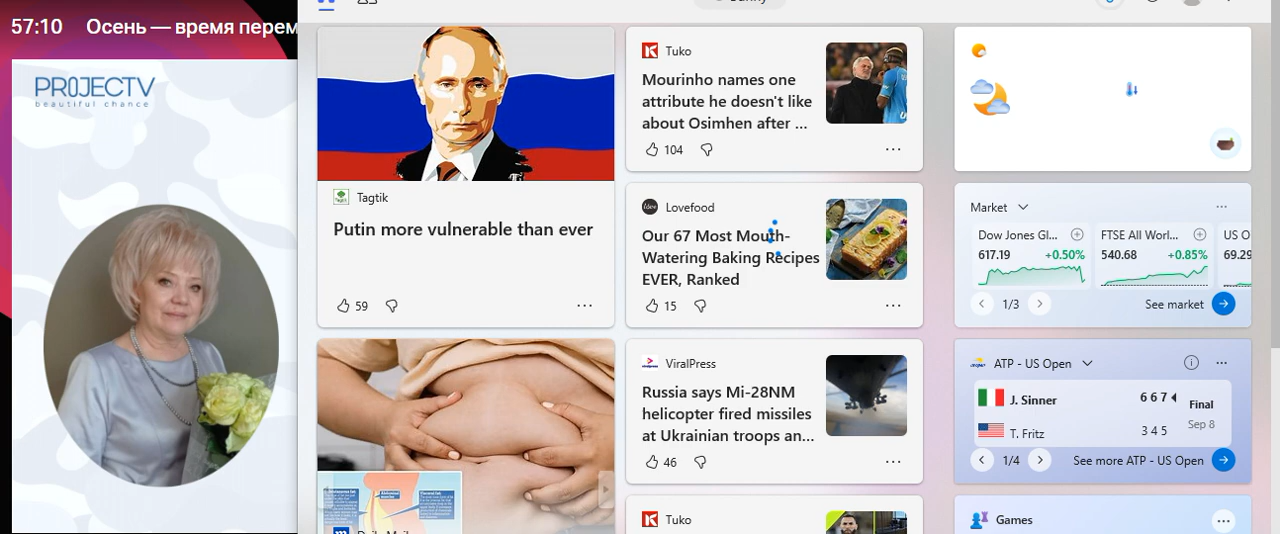 57:10 Осень — время перем
PROJECTV
beautiful chance
Tagtik
Putin more vulnerable than ever
59
Tuko
Mourinho names one
attribute he doesn't like
about Osimhen after ...
104
Lovefood
Our 67 Most Mouth-
Watering Baking Recipes
EVER, Ranked
15
ViralPress
Russia says Mi-28NM
helicopter fired missiles
at Ukrainian troops an...
46
Tuko
Market
Dow Jones Gl...
617.19 +0.50%
FTSE All Worl...
540.68 +0.85%
US O
69.29
1/3
See market
ATP - US Open
J. Sinner 6 6 7
T. Fritz 3 4 5
Final
Sep 8
1/4
See more ATP - US Open
Games